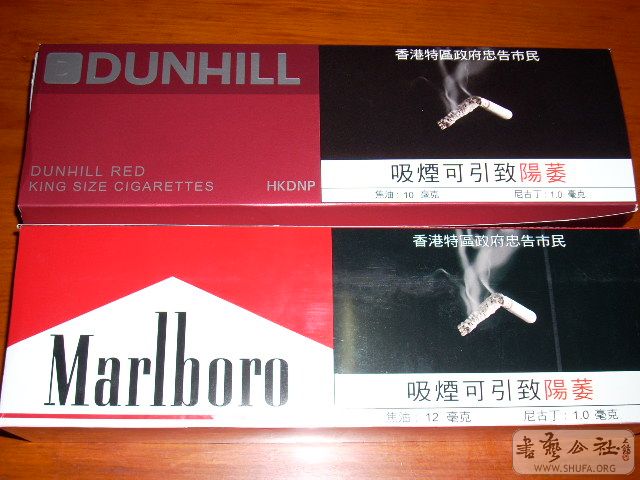 DUNHILL
DUNHILL RED
KING SIZE CIGARETTES
HKDNP
香港特區政府忠告市民
吸煙可引致陽萎
焦油：10 毫克 尼古丁：1.0 毫克
Marlboro
香港特區政府忠告市民
吸煙可引致陽萎
焦油：12 毫克 尼古丁：1.0 毫克
書藝公社
WWW.SHUFA.ORG